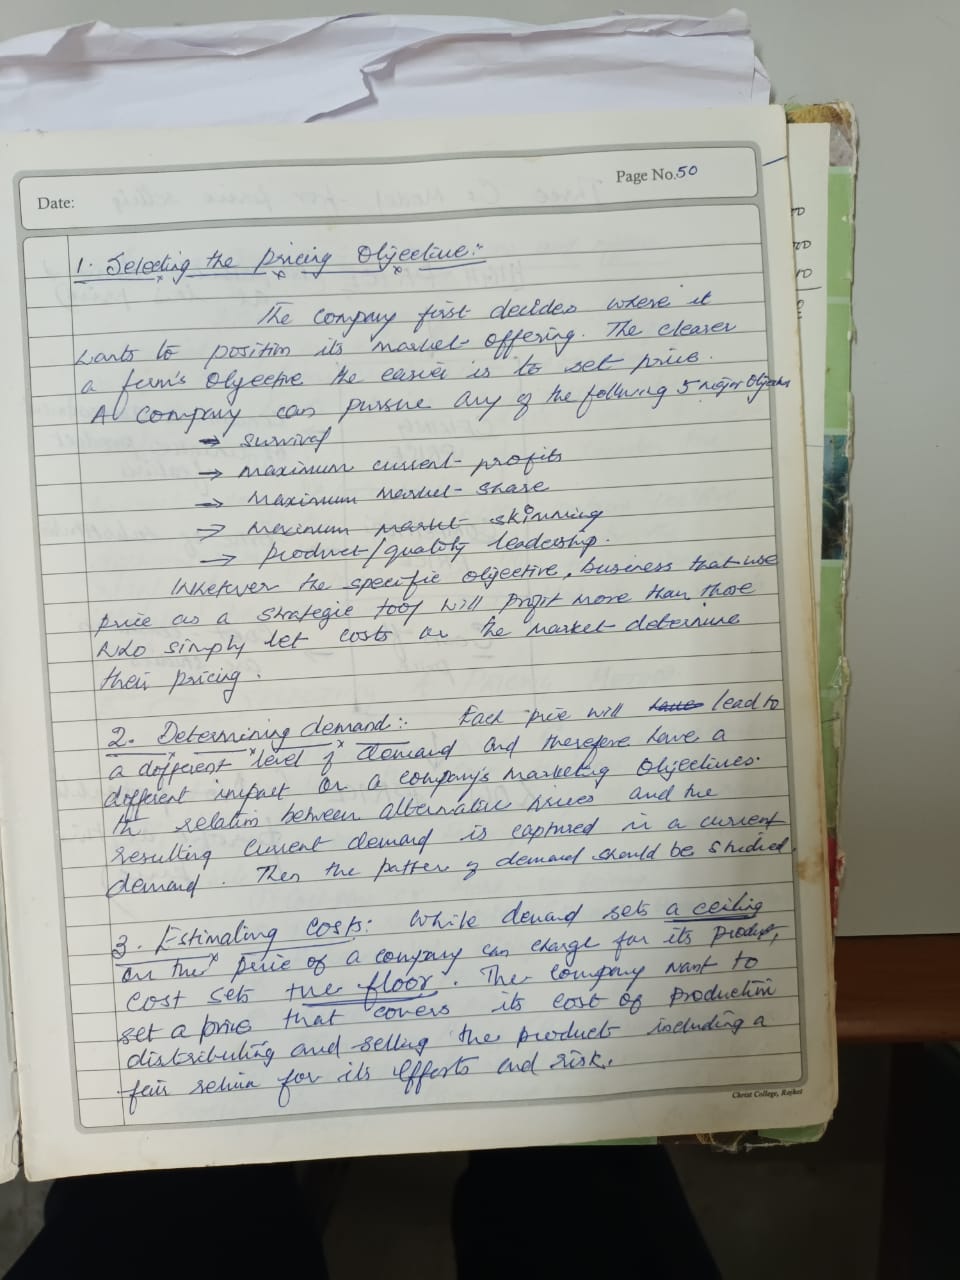 Date:
Page No. 50
1. Selecting the pricing Objective:-
The company first decides where it
wants to position its market offering. The clearer
a firm's Objective the easier is to set price.
A company can pursue any of the following 5 major Objectives
→ survival
→ maximum current profits
→ Maximum Market Share
→ Maximum market skimming
→ product/quality leadership.
Whatever the specific objective, business that use
price as a strategic tool will profit more than those
who simply let costs or the market determine
their pricing.
2. Determining demand:- Each price will lead to
a different level of demand and therefore have a
different impact on a company's marketing Objectives.
the relation between alternative prices and the
resulting current demand is captured in a current
demand. Then the patter of demand should be studied.
3. Estimating Costs: While demand sets a ceiling
on the price of a company can charge for its product,
cost sets the floor. The company want to
set a price that covers its cost of production
distributing and selling the products including a
fair return for its efforts and risk.
Christ College, Rajkot